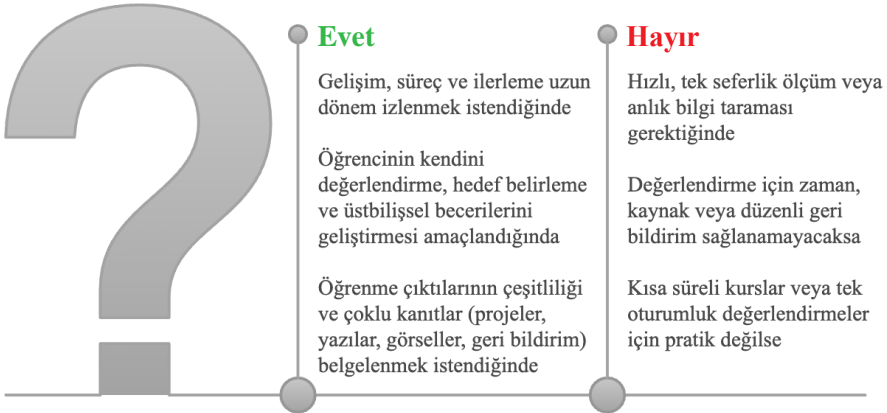 Evet
Gelişim, süreç ve ilerleme uzun
dönem izlenmek istendiğinde
Öğrencinin kendini
değerlendirme, hedef belirleme
ve üstbilişsel becerilerini
geliştirmesi amaçlandığında
Öğrenme çıktılarının çeşitliliği
ve çoklu kanıtlar (projeler,
yazılar, görseller, geri bildirim)
belgelenmek istendiğinde
Hayır
Hızlı, tek seferlik ölçüm veya
anlık bilgi taraması
gerektiğinde
Değerlendirme için zaman,
kaynak veya düzenli geri
bildirim sağlanamayacaksa
Kısa süreli kurslar veya tek
oturumluk değerlendirmeler
için pratik değilse